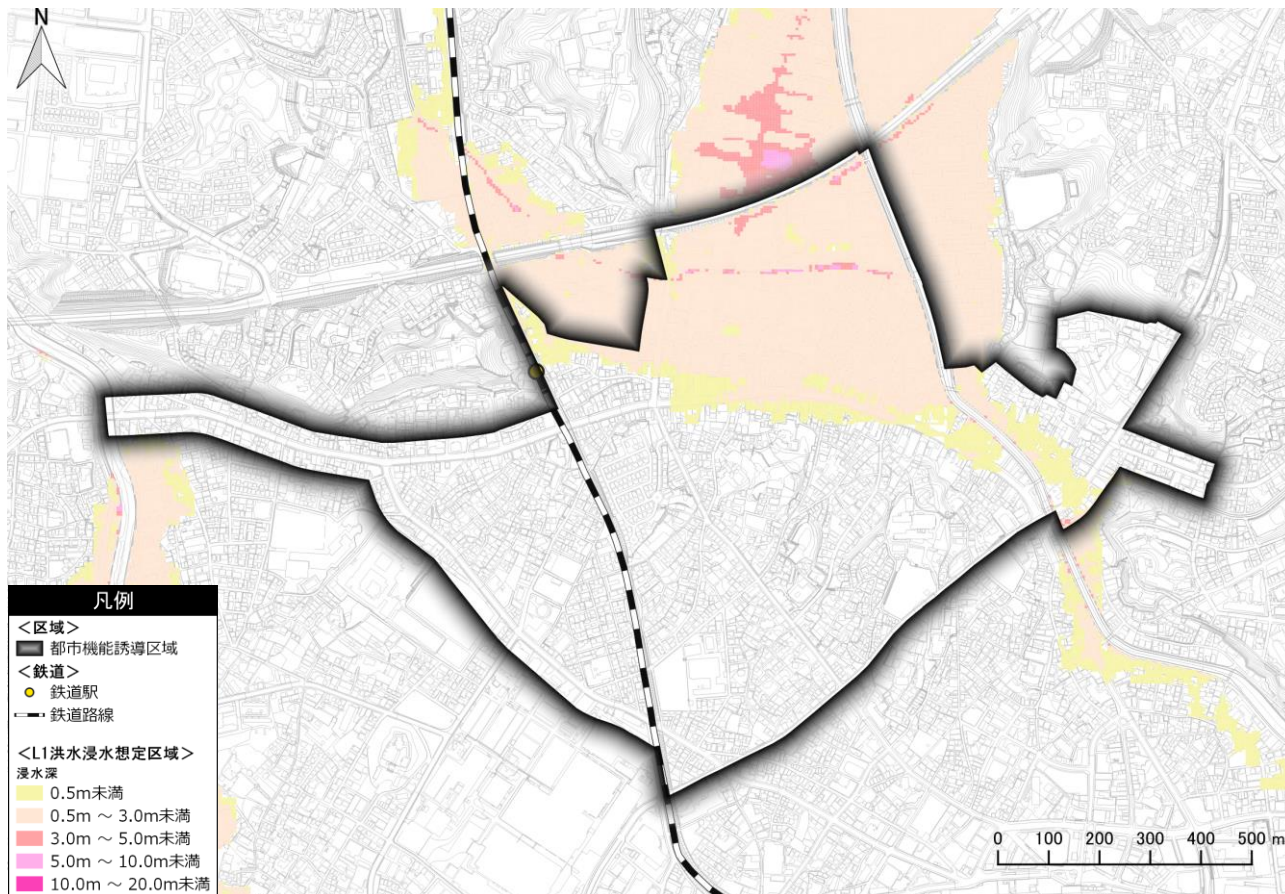 N
凡例
＜区域＞
都市機能誘導区域
＜鉄道＞
鉄道駅
鉄道路線
＜L1洪水浸水想定区域＞
浸水深
0.5m未満
0.5m ～ 3.0m未満
3.0m ～ 5.0m未満
5.0m ～ 10.0m未満
10.0m ～ 20.0m未満
0 100 200 300 400 500 m